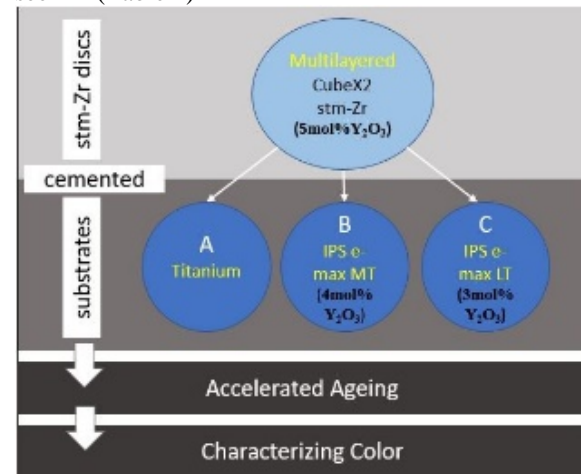 stm-Zr discs
Multilayered
CubeX2
stm-Zr
(5mol%Y₂O₃)
cemented
substrates
A
Titanium
B
IPS e-
max MT
(4mol%
Y₂O₃)
C
IPS e-
max LT
(3mol%
Y₂O₃)
Accelerated Ageing
Characterizing Color